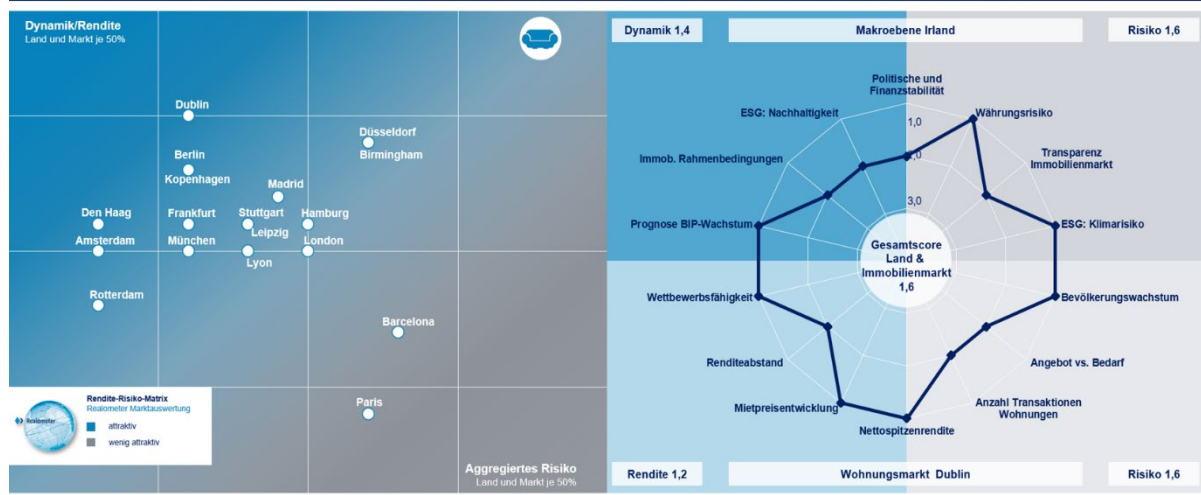 Dynamik/Rendite
Land und Markt je 50%
Dublin
Düsseldorf
Birmingham
Berlin
Kopenhagen
Madrid
Den Haag
Frankfurt
Stuttgart
Hamburg
Leipzig
Amsterdam
München
London
Lyon
Rotterdam
Barcelona
Paris
Rendite-Risiko-Matrix
Realometer Marktauswertung
Realometer
attraktiv
wenig attraktiv
Aggregiertes Risiko
Land und Markt je 50%
Dynamik 1,4
Makroebene Irland
Risiko 1,6
Politische und
Finanzstabilität
ESG: Nachhaltigkeit
Währungsrisiko
1,0
Immob. Rahmenbedingungen
2,0
Transparenz
Immobilienmarkt
3,0
Prognose BIP-Wachstum
ESG: Klimarisiko
Gesamtscore
Land &
Immobilienmarkt
1,6
Wettbewerbsfähigkeit
Bevölkerungswachstum
Renditeabstand
Angebot vs. Bedarf
Mietpreisentwicklung
Anzahl Transaktionen
Wohnungen
Nettospitzenrendite
Rendite 1,2
Wohnungsmarkt Dublin
Risiko 1,6